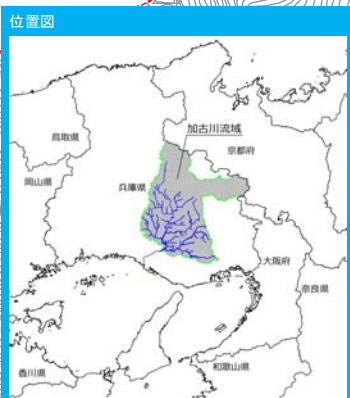 位置図
加古川流域
京都府
鳥取県
岡山県
兵庫県
大阪府
奈良県
和歌山県
香川県